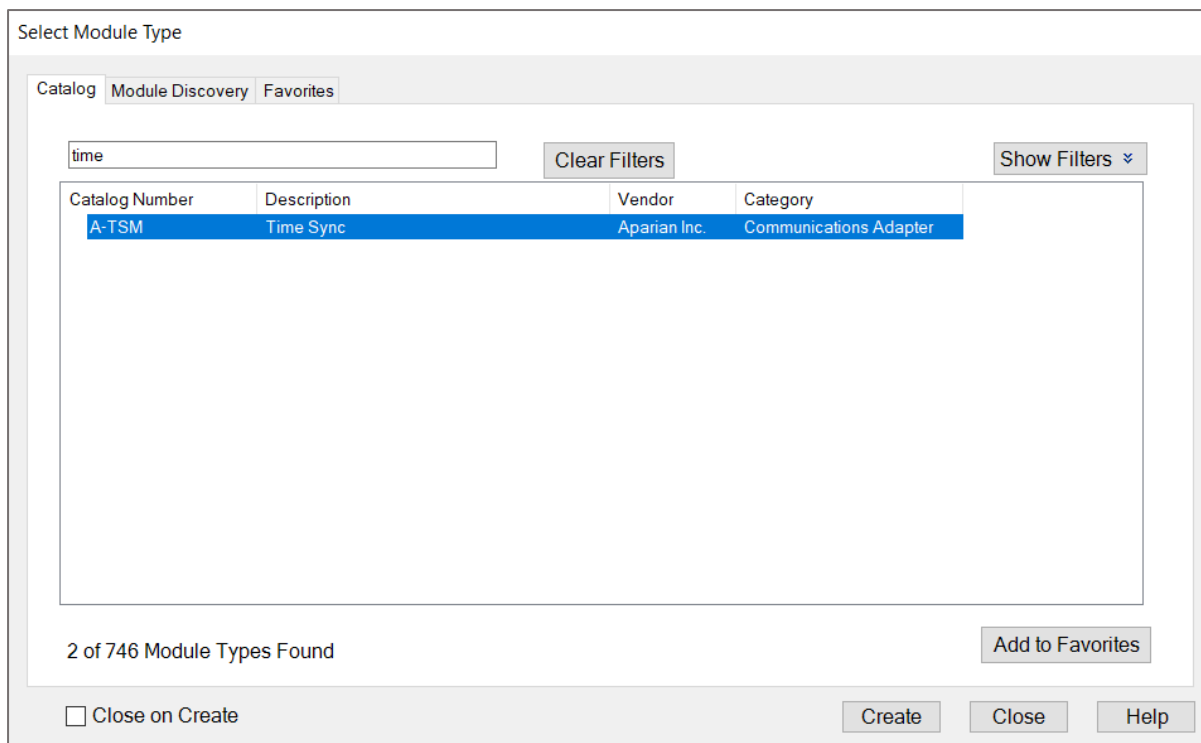 Select Module Type
Catalog Module Discovery Favorites
time Clear Filters Show Filters
Catalog Number Description Vendor Category
A-TSM Time Sync Aparian Inc. Communications Adapter
2 of 746 Module Types Found Add to Favorites
Close on Create Create Close Help